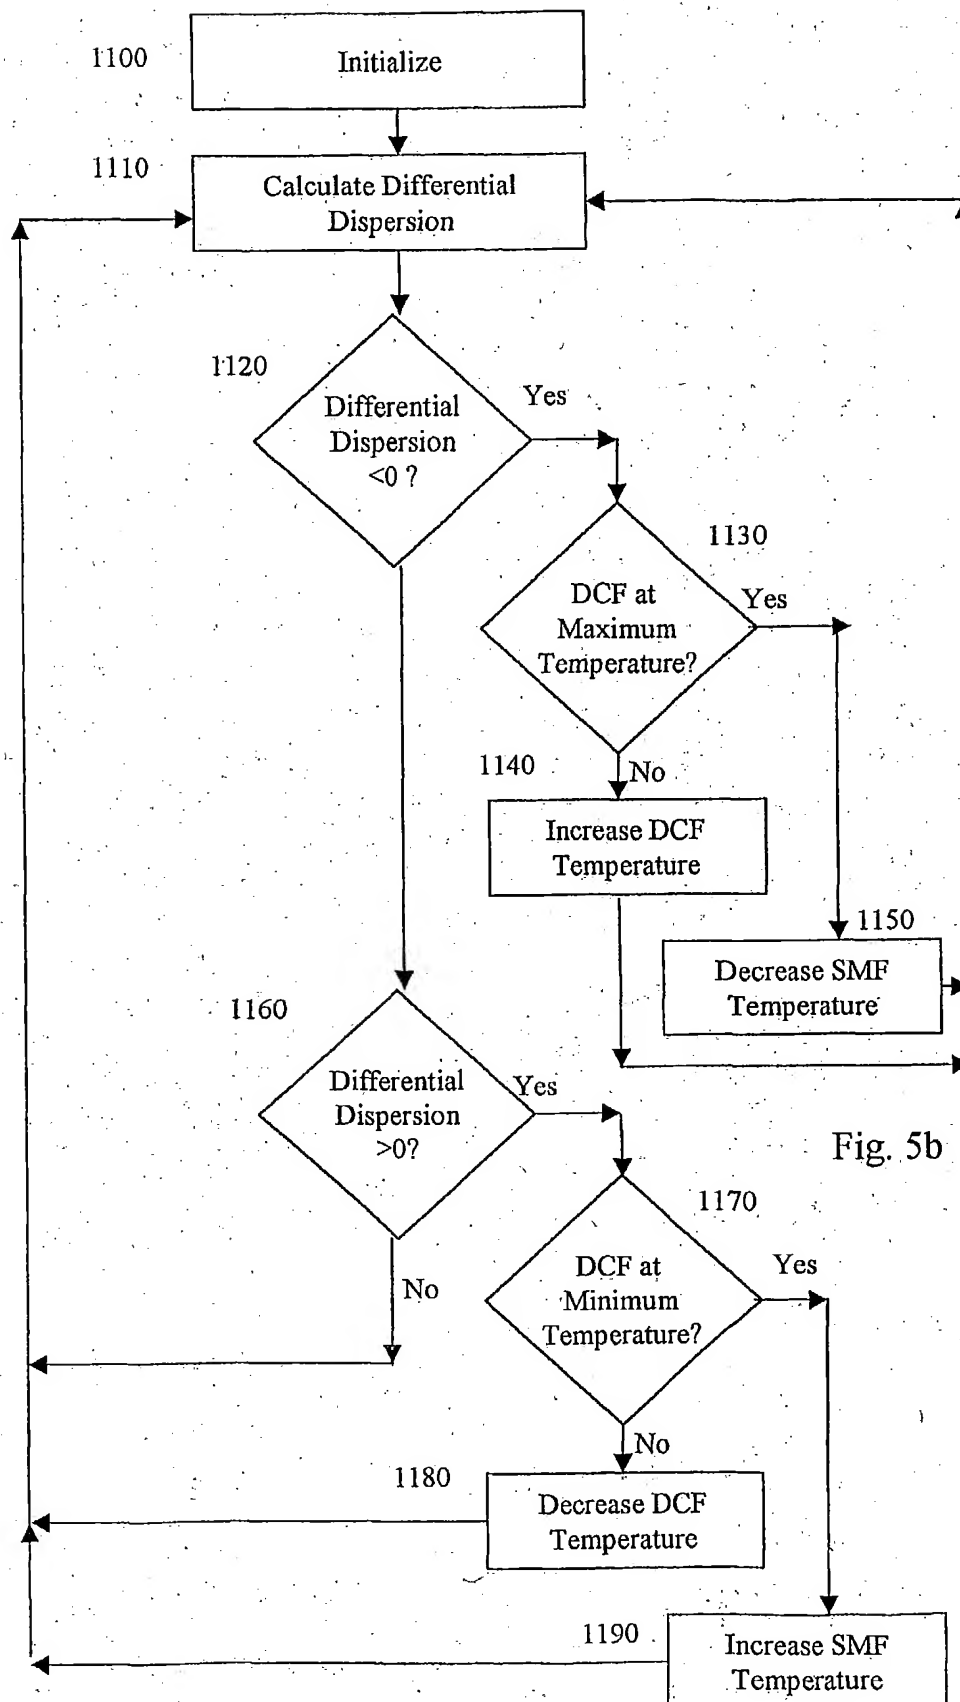 1100
Initialize
1110
Calculate Differential
Dispersion
1120
Differential
Dispersion
<0 ?
Yes
1130
DCF at
Maximum
Temperature?
Yes
1140
No
Increase DCF
Temperature
1150
Decrease SMF
Temperature
1160
Differential
Dispersion
>0?
Yes
Fig. 5b
1170
No
DCF at
Minimum
Temperature?
Yes
No
1180
Decrease DCF
Temperature
1190
Increase SMF
Temperature